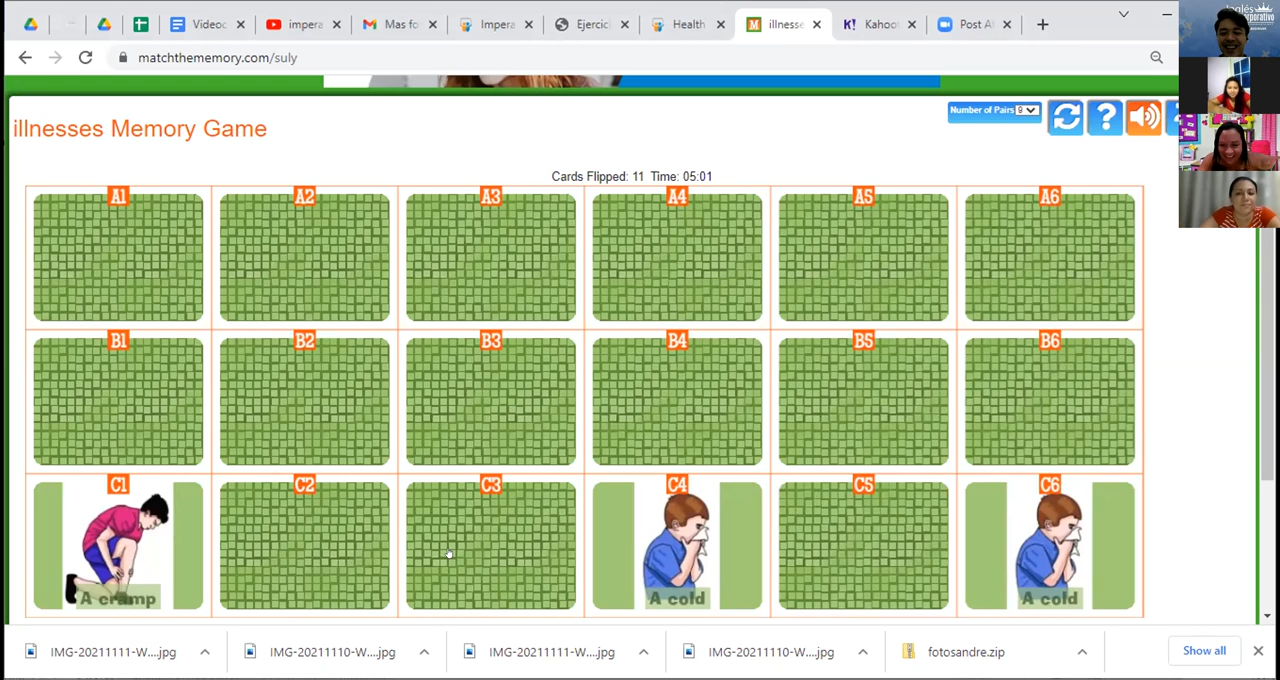 Videoc
impera
Mas fo
Impera
Ejercic
Health
M
illnesse
K!
Kahoo
Post A
matchthememory.com/suly
Inglés
corporativo
illnesses Memory Game
Number of Pairs 9
?
Cards Flipped: 11 Time: 05:01
A1 A2 A3 A4 A5 A6
B1 B2 B3 B4 B5 B6
C1 C2 C3 C4 C5 C6
A cramp
A cold
A cold
IMG-20211111-W....jpg
IMG-20211110-W....jpg
IMG-20211111-W....jpg
IMG-20211110-W....jpg
fotosandre.zip
Show all